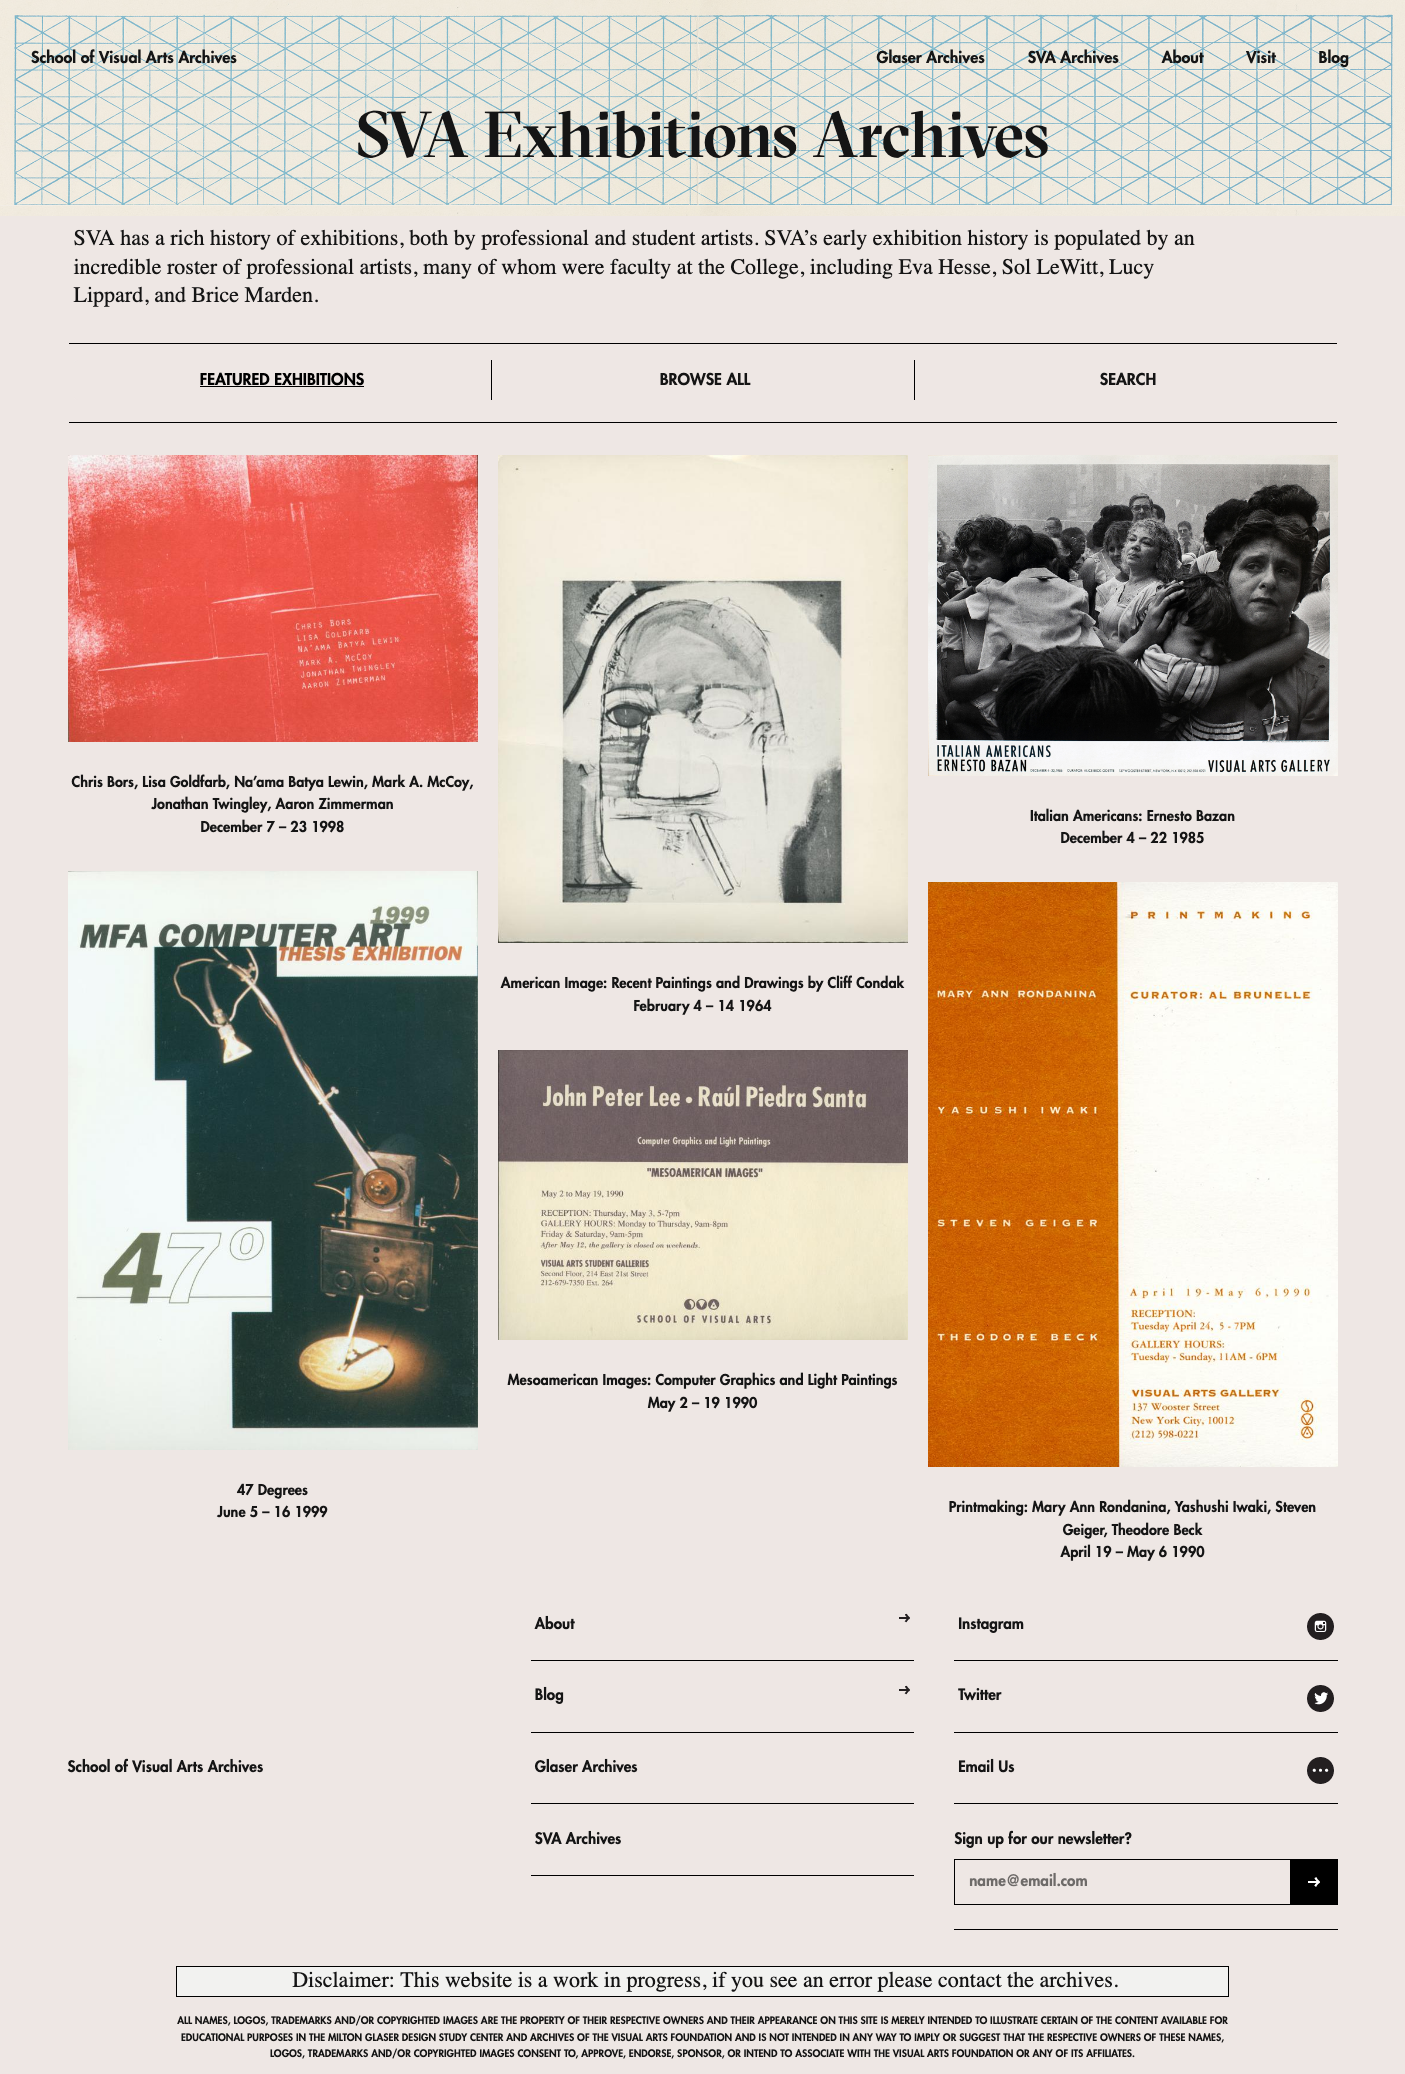 School of Visual Arts Archives
Glaser Archives
SVA Archives
About
Visit
Blog
SVA Exhibitions Archives
SVA has a rich history of exhibitions, both by professional and student artists. SVA’s early exhibition history is populated by an
incredible roster of professional artists, many of whom were faculty at the College, including Eva Hesse, Sol LeWitt, Lucy
Lippard, and Brice Marden.
FEATURED EXHIBITIONS
BROWSE ALL
SEARCH
CHRIS BORS
LISA GOLDFARB
NA'AMA BATYA LEWIN
MARK A. MCCOY
JONATHAN TWINGLEY
AARON ZIMMERMAN
Chris Bors, Lisa Goldfarb, Na’ama Batya Lewin, Mark A. McCoy,
Jonathan Twingley, Aaron Zimmerman
December 7 – 23 1998
1999
MFA COMPUTER ART
THESIS EXHIBITION
47º
47 Degrees
June 5 – 16 1999
American Image: Recent Paintings and Drawings by Cliff Condak
February 4 – 14 1964
John Peter Lee • Raúl Piedra Santa
Computer Graphics and Light Paintings
"MESOAMERICAN IMAGES"
May 2 to May 19, 1990
RECEPTION: Thursday, May 3, 5-7pm
GALLERY HOURS: Monday to Thursday, 9am-8pm
Friday & Saturday, 9am-5pm
After May 12, the gallery is closed on weekends.
VISUAL ARTS STUDENT GALLERIES
Second Floor, 214 East 21st Street
212-679-7350 Ext. 264
SVA
SCHOOL OF VISUAL ARTS
Mesoamerican Images: Computer Graphics and Light Paintings
May 2 – 19 1990
ITALIAN AMERICANS
ERNESTO BAZAN
VISUAL ARTS GALLERY
Italian Americans: Ernesto Bazan
December 4 – 22 1985
PRINTMAKING
MARY ANN RONDANINA
CURATOR: AL BRUNELLE
YASUSHI IWAKI
STEVEN GEIGER
THEODORE BECK
April 19-May 6,1990
RECEPTION:
Tuesday April 24, 5 - 7PM
GALLERY HOURS:
Tuesday - Sunday, 11AM - 6PM
VISUAL ARTS GALLERY
137 Wooster Street
New York City, 10012
(212) 598-0221
SVA
Printmaking: Mary Ann Rondanina, Yashushi Iwaki, Steven
Geiger, Theodore Beck
April 19 – May 6 1990
School of Visual Arts Archives
About
Blog
Glaser Archives
SVA Archives
Instagram
Twitter
Email Us
Sign up for our newsletter?
name@email.com
Disclaimer: This website is a work in progress, if you see an error please contact the archives.
ALL NAMES, LOGOS, TRADEMARKS AND/OR COPYRIGHTED IMAGES ARE THE PROPERTY OF THEIR RESPECTIVE OWNERS AND THEIR APPEARANCE ON THIS SITE IS MERELY INTENDED TO ILLUSTRATE CERTAIN OF THE CONTENT AVAILABLE FOR
EDUCATIONAL PURPOSES IN THE MILTON GLASER DESIGN STUDY CENTER AND ARCHIVES OF THE VISUAL ARTS FOUNDATION AND IS NOT INTENDED IN ANY WAY TO IMPLY OR SUGGEST THAT THE RESPECTIVE OWNERS OF THESE NAMES,
LOGOS, TRADEMARKS AND/OR COPYRIGHTED IMAGES CONSENT TO, APPROVE, ENDORSE, SPONSOR, OR INTEND TO ASSOCIATE WITH THE VISUAL ARTS FOUNDATION OR ANY OF ITS AFFILIATES.